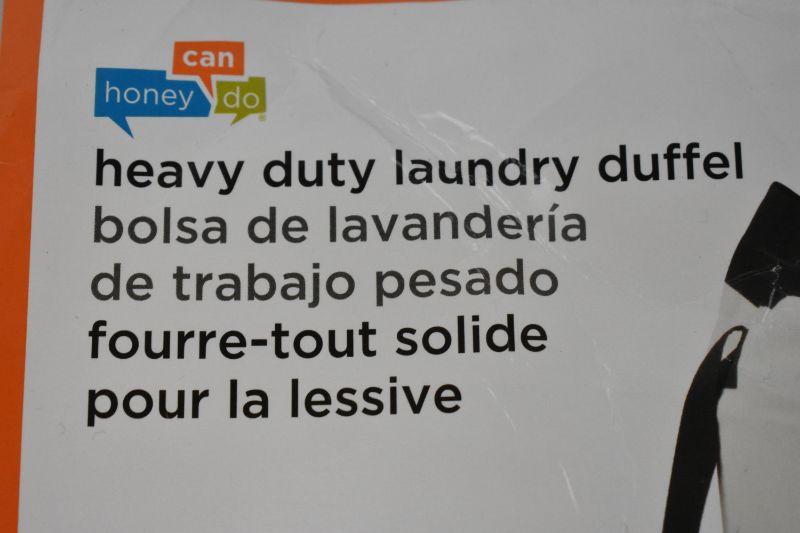 honey can do®
heavy duty laundry duffel
bolsa de lavandería
de trabajo pesado
fourre-tout solide
pour la lessive